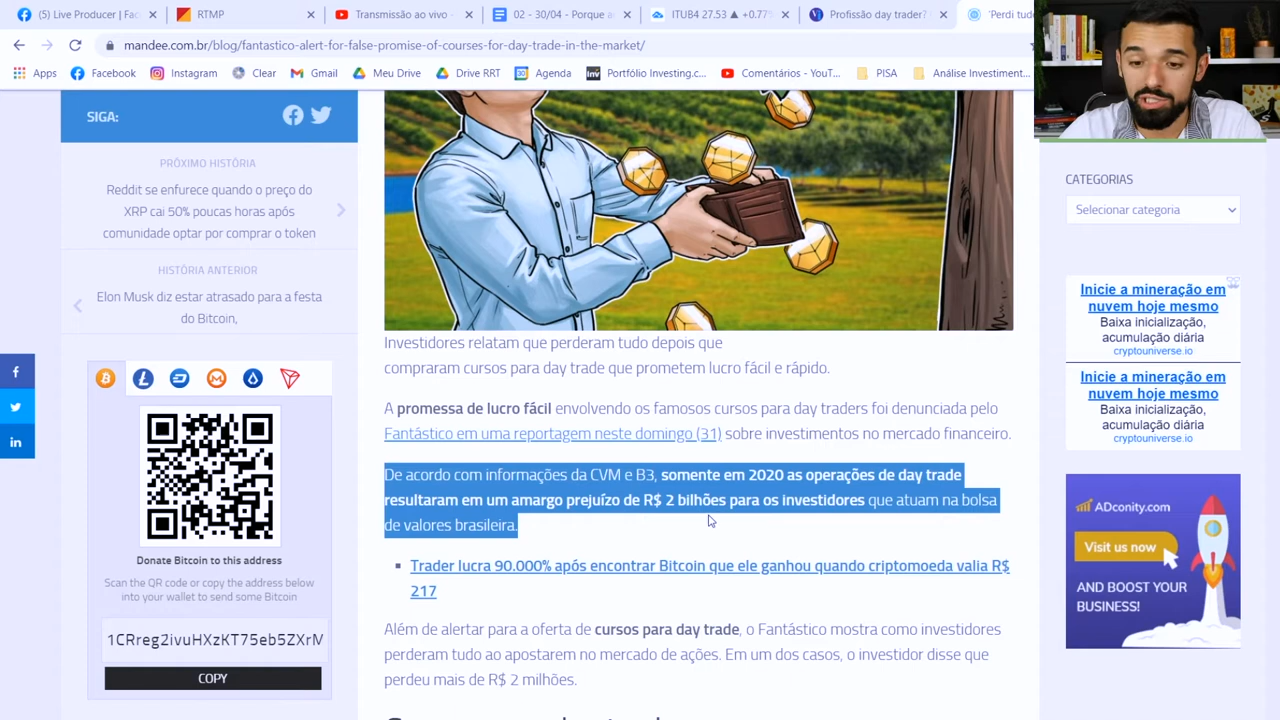 (5) Live Producer | Fac
RTMP
Transmissão ao vivo -
02 - 30/04 - Porque av
ITUB4 27.53 ▲ +0.77%
Profissão day trader?
'Perdi tud
mandee.com.br/blog/fantastico-alert-for-false-promise-of-courses-for-day-trade-in-the-market/
Apps
Facebook
Instagram
Clear
Gmail
Meu Drive
Drive RRT
Agenda
Portfólio Investing.c...
Comentários - YouT...
PISA
Análise Investiment...
SIGA:
PRÓXIMO HISTÓRIA
Reddit se enfurece quando o preço do
XRP cai 50% poucas horas após
comunidade optar por comprar o token
HISTÓRIA ANTERIOR
Elon Musk diz estar atrasado para a festa
do Bitcoin,
Donate Bitcoin to this address
Scan the QR code or copy the address below
into your wallet to send some Bitcoin
1CRreg2ivuHXzKT75eb5ZXrM
COPY
Investidores relatam que perderam tudo depois que
compraram cursos para day trade que prometem lucro fácil e rápido.
A promessa de lucro fácil envolvendo os famosos cursos para day traders foi denunciada pelo
Fantástico em uma reportagem neste domingo (31) sobre investimentos no mercado financeiro.
De acordo com informações da CVM e B3, somente em 2020 as operações de day trade
resultaram em um amargo prejuízo de R$ 2 bilhões para os investidores que atuam na bolsa
de valores brasileira.
Trader lucra 90.000% após encontrar Bitcoin que ele ganhou quando criptomoeda valia R$
217
Além de alertar para a oferta de cursos para day trade, o Fantástico mostra como investidores
perderam tudo ao apostarem no mercado de ações. Em um dos casos, o investidor disse que
perdeu mais de R$ 2 milhões.
CATEGORIAS
Selecionar categoria
Inicie a mineração em
nuvem hoje mesmo
Baixa inicialização,
acumulação diária
cryptouniverse.io
Inicie a mineração em
nuvem hoje mesmo
Baixa inicialização,
acumulação diária
cryptouniverse.io
ADconity.com
Visit us now
AND BOOST YOUR
BUSINESS!